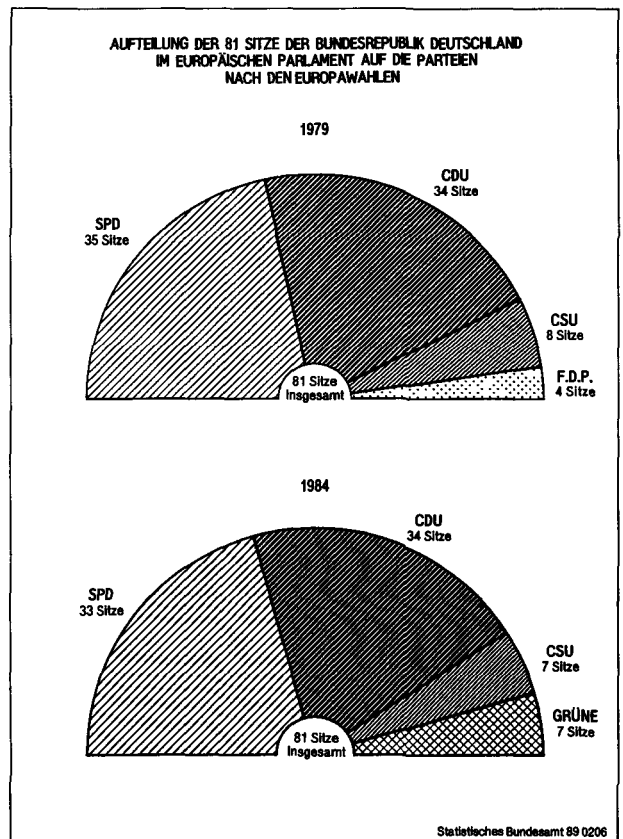 AUFTEILUNG DER 81 SITZE DER BUNDESREPUBLIK DEUTSCHLAND
IM EUROPÄISCHEN PARLAMENT AUF DIE PARTEIEN
NACH DEN EUROPAWAHLEN
1979
CDU
34 Sitze
SPD
35 Sitze
CSU
8 Sitze
F.D.P.
4 Sitze
81 Sitze
Insgesamt
1984
CDU
34 Sitze
SPD
33 Sitze
CSU
7 Sitze
GRÜNE
7 Sitze
81 Sitze
Insgesamt
Statistisches Bundesamt 89 0206